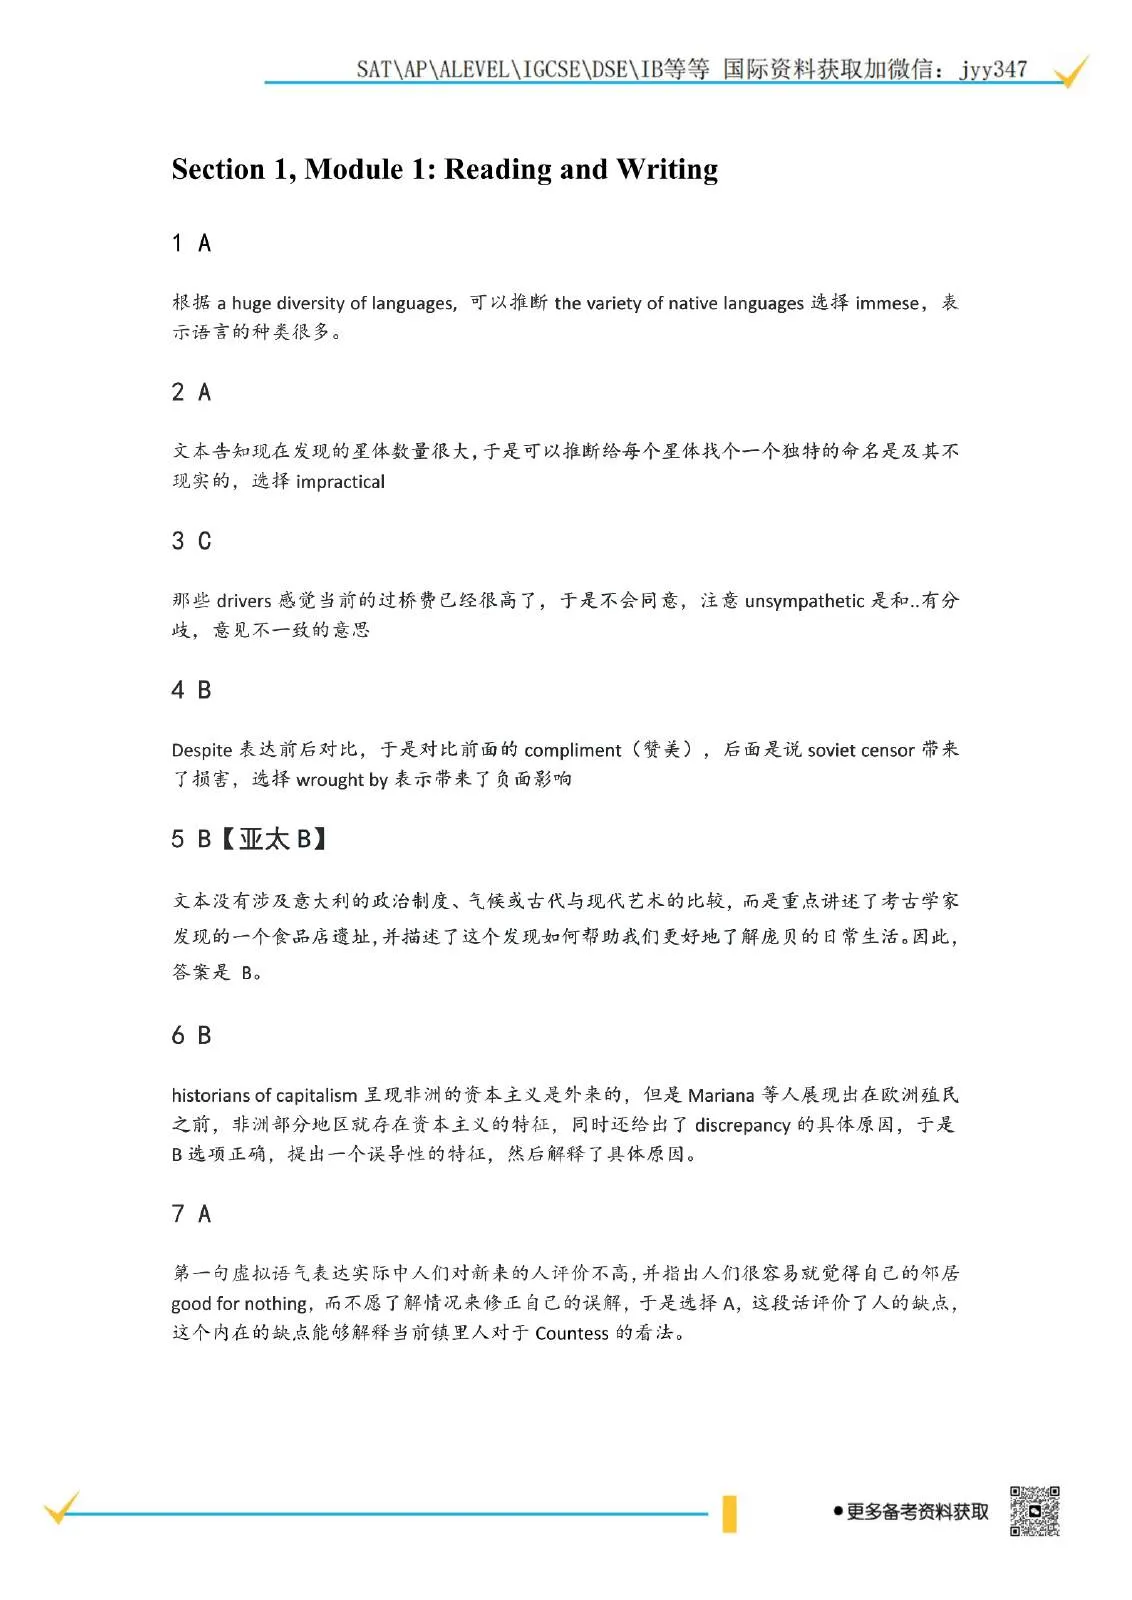 SAT\AP\ALEVEL\IGCSE\DSE\IB等等 国际资料获取加微信：jyy347
Section 1, Module 1: Reading and Writing
1 A
根据 a huge diversity of languages, 可以推断 the variety of native languages 选择 immese，表
示语言的种类很多。
2 A
文本告知现在发现的星体数量很大,于是可以推断给每个星体找个一个独特的命名是及其不
现实的，选择 impractical
3 C
那些 drivers 感觉当前的过桥费已经很高了，于是不会同意，注意 unsympathetic 是和..有分
歧，意见不一致的意思
4 B
Despite 表达前后对比，于是对比前面的 compliment（赞美），后面是说 soviet censor 带来
了损害，选择 wrought by 表示带来了负面影响
5 B【亚太 B】
文本没有涉及意大利的政治制度、气候或古代与现代艺术的比较，而是重点讲述了考古学家
发现的一个食品店遗址,并描述了这个发现如何帮助我们更好地了解庞贝的日常生活。因此，
答案是 B。
6 B
historians of capitalism 呈现非洲的资本主义是外来的，但是 Mariana 等人展现出在欧洲殖民
之前，非洲部分地区就存在资本主义的特征，同时还给出了 discrepancy 的具体原因，于是
B 选项正确，提出一个误导性的特征，然后解释了具体原因。
7 A
第一句虚拟语气表达实际中人们对新来的人评价不高,并指出人们很容易就觉得自己的邻居
good for nothing，而不愿了解情况来修正自己的误解，于是选择 A，这段话评价了人的缺点，
这个内在的缺点能够解释当前镇里人对于 Countess 的看法。
●更多备考资料获取